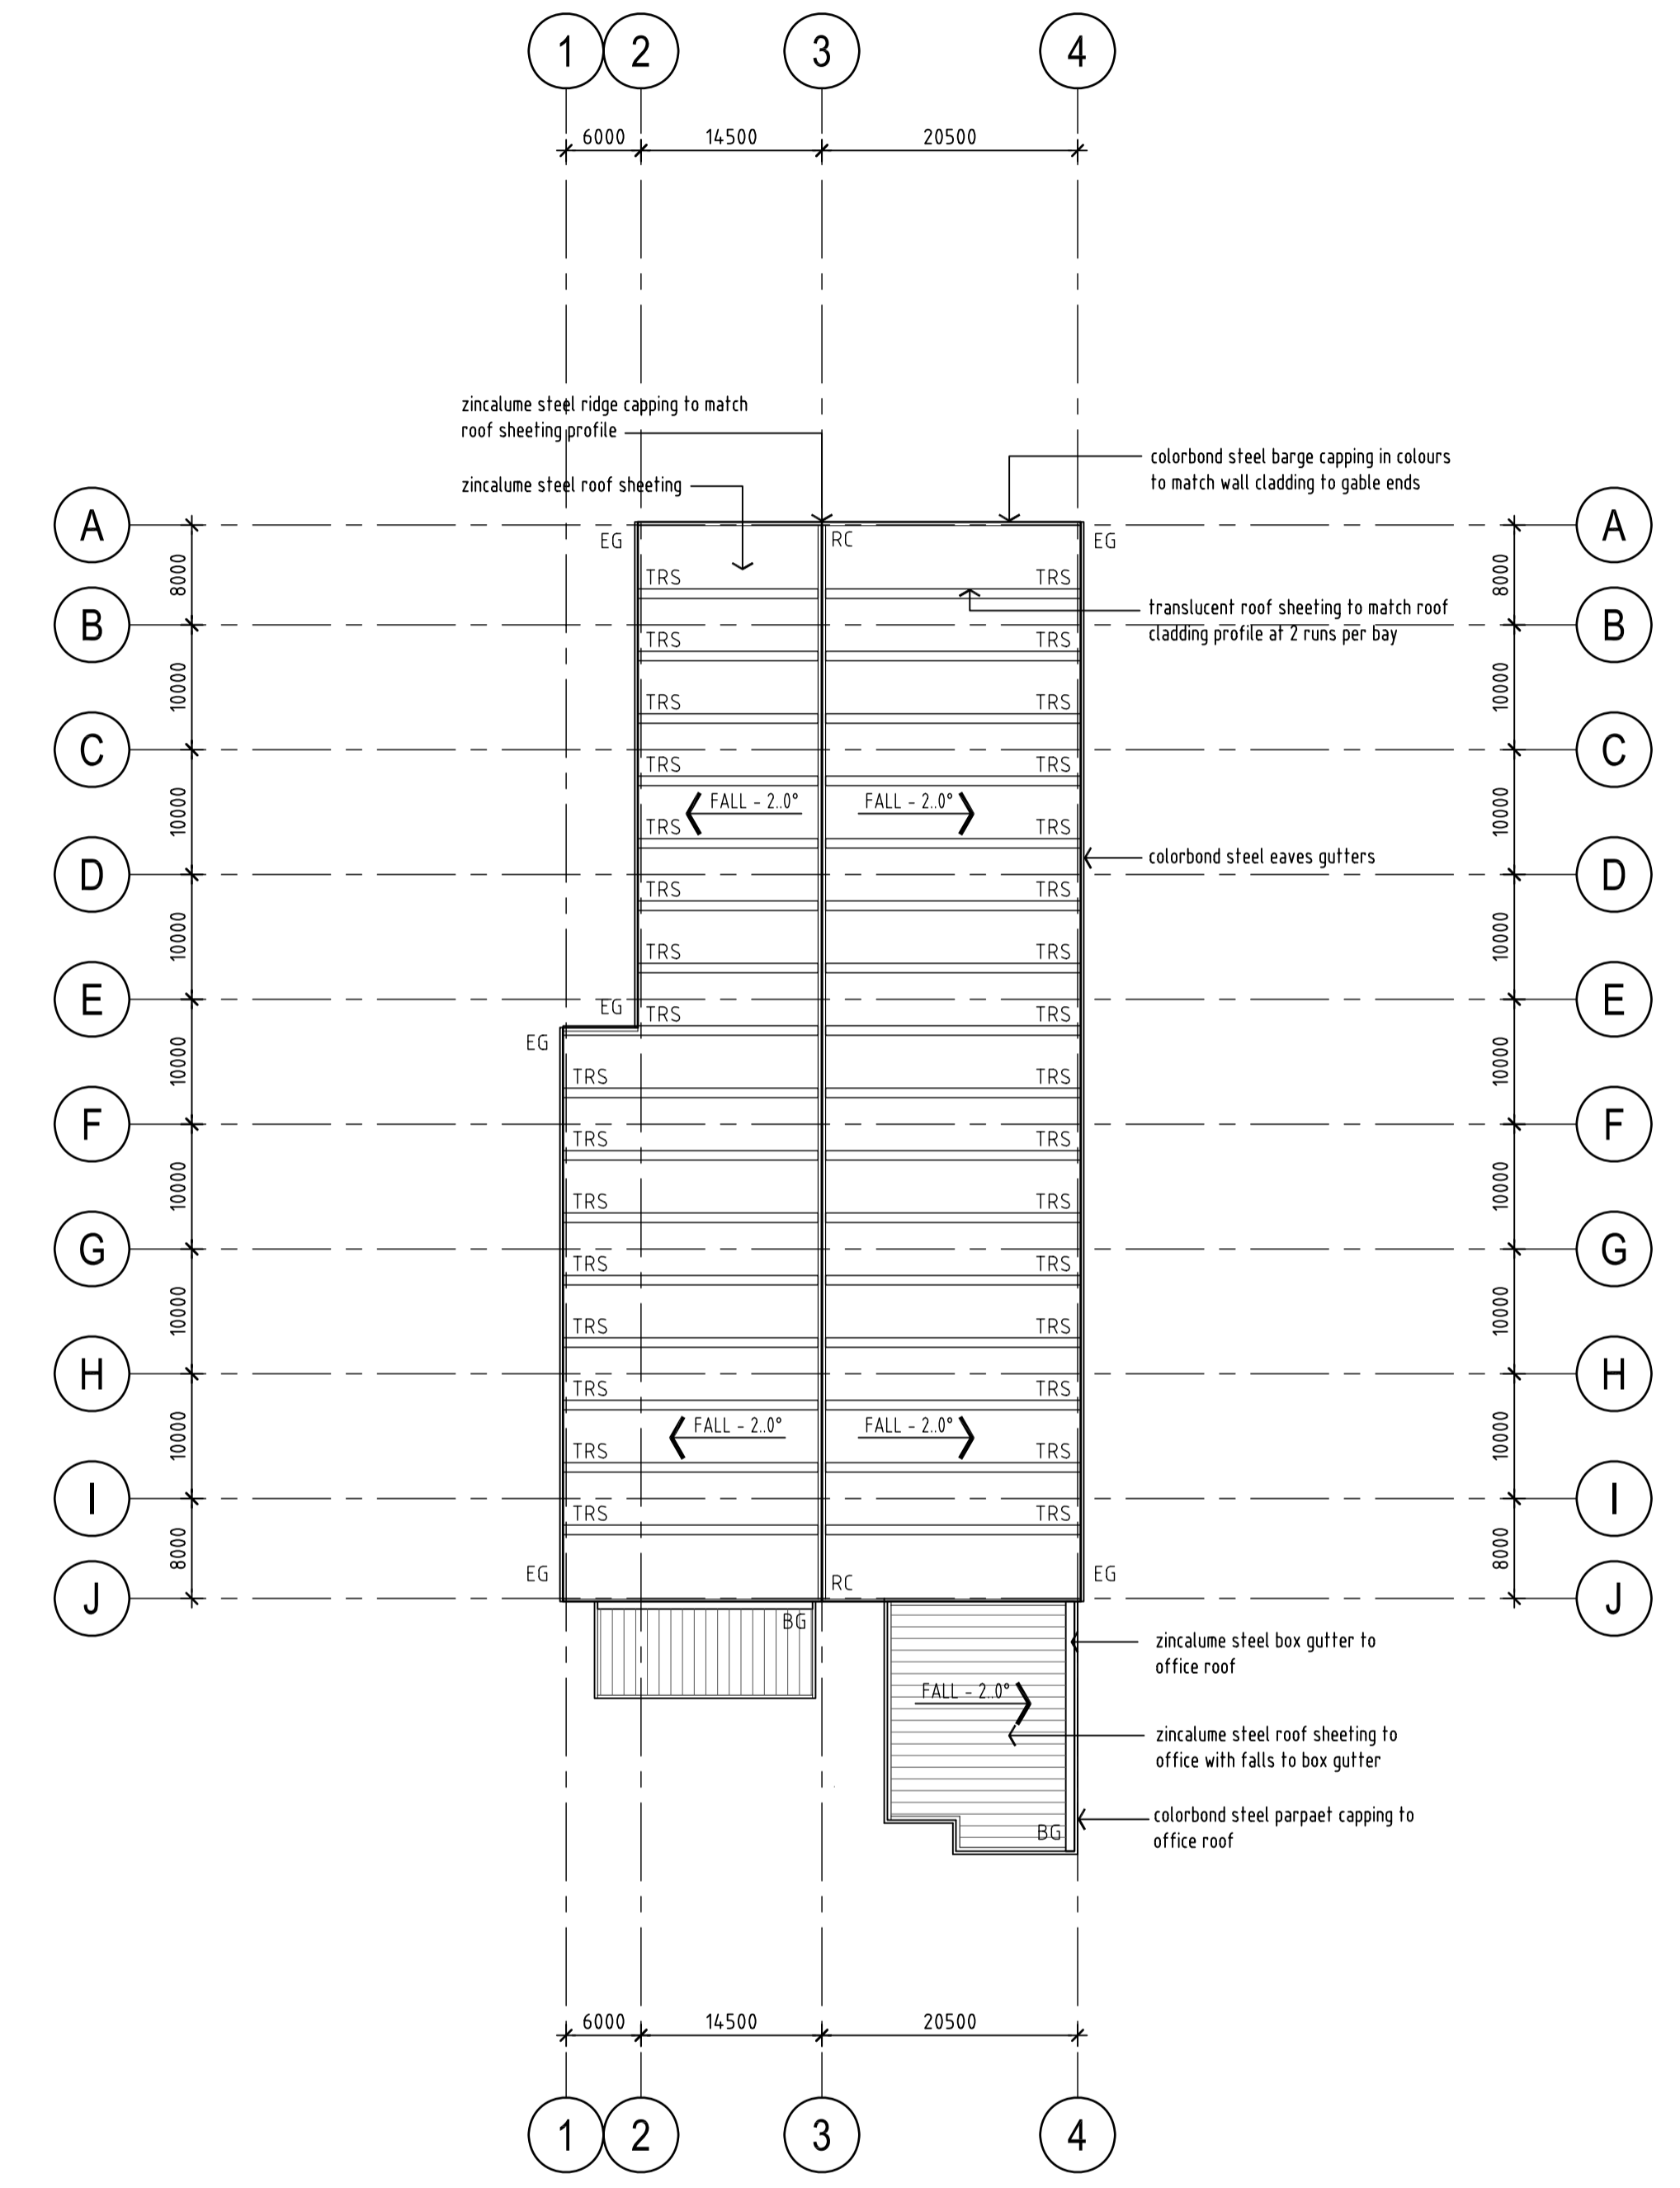 1 2 3 4
6000 14500 20500
zincalume steel ridge capping to match
roof sheeting profile
colorbond steel barge capping in colours
to match wall cladding to gable ends
zincalume steel roof sheeting
A A
EG RC EG
8000 8000
TRS TRS
translucent roof sheeting to match roof
cladding profile at 2 runs per bay
B B
TRS TRS
10000 10000
TRS TRS
C C
TRS TRS
FALL - 2..0° FALL - 2..0°
10000 10000
TRS TRS
colorbond steel eaves gutters
D D
TRS TRS
10000 10000
TRS TRS
E E
EG
TRS TRS
EG
10000 10000
TRS TRS
F F
TRS TRS
10000 10000
TRS TRS
G G
TRS TRS
10000 10000
TRS TRS
H H
TRS TRS
FALL - 2..0° FALL - 2..0°
10000 10000
TRS TRS
I I
TRS TRS
8000 8000
EG RC EG
J J
BG
zincalume steel box gutter to
office roof
FALL - 2..0°
zincalume steel roof sheeting to
office with falls to box gutter
colorbond steel parpaet capping to
office roof
BG
6000 14500 20500
1 2 3 4